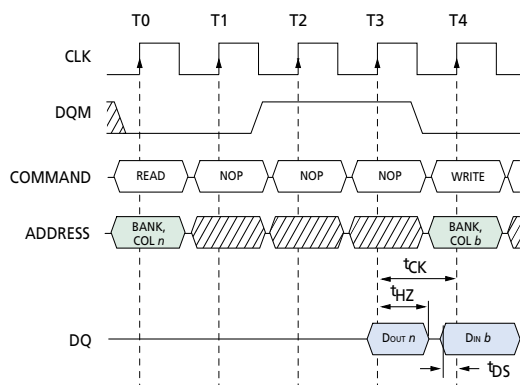 T0 T1 T2 T3 T4
CLK
DQM
COMMAND READ NOP NOP NOP WRITE
ADDRESS BANK, COL n BANK, COL b
tCK
tHZ
DQ DOUT n DIN b
tDS